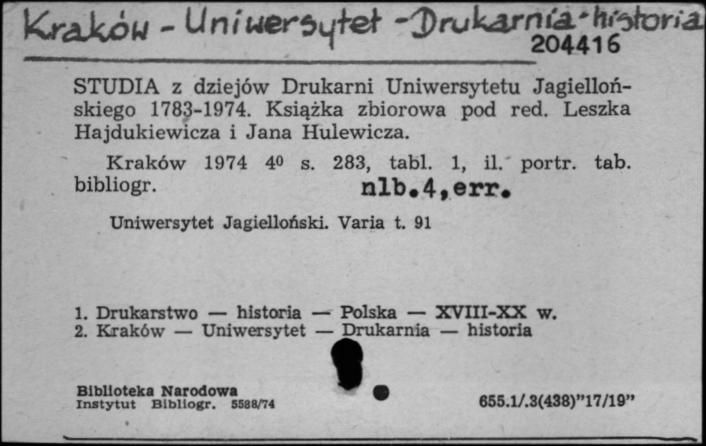 Kraków - Uniwersytet - Drukarnia - historia
204416
STUDIA z dziejów Drukarni Uniwersytetu Jagielloń-
skiego 1783-1974. Książka zbiorowa pod red. Leszka
Hajdukiewicza i Jana Hulewicza.
Kraków 1974 4⁰ s. 283, tabl. 1, il. portr. tab.
bibliogr. nlb.4,err.
Uniwersytet Jagielloński. Varia t. 91
1. Drukarstwo — historia — Polska — XVIII-XX w.
2. Kraków — Uniwersytet — Drukarnia — historia
Biblioteka Narodowa
Instytut Bibliogr. 5588/74 655.1/.3(438)”17/19”